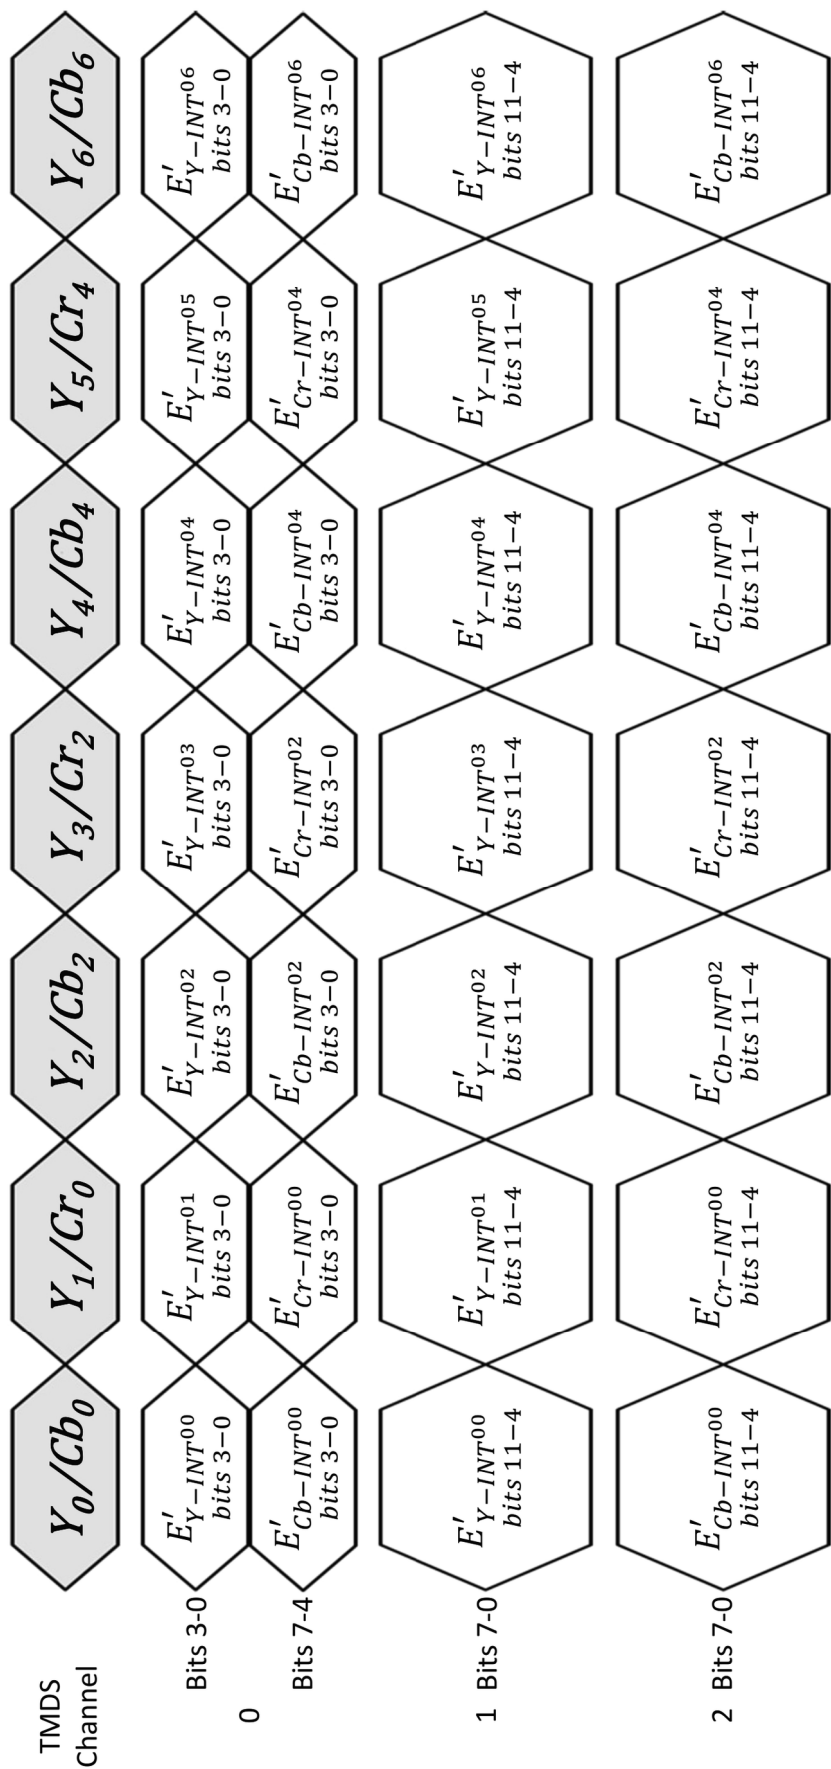 TMDS
Channel
Y₀/Cb₀
Y₁/Cr₀
Y₂/Cb₂
Y₃/Cr₂
Y₄/Cb₄
Y₅/Cr₄
Y₆/Cb₆
0
Bits 3-0
E′Y−INT⁰⁰
bits 3−0
E′Y−INT⁰¹
bits 3−0
E′Y−INT⁰²
bits 3−0
E′Y−INT⁰³
bits 3−0
E′Y−INT⁰⁴
bits 3−0
E′Y−INT⁰⁵
bits 3−0
E′Y−INT⁰⁶
bits 3−0
Bits 7-4
E′Cb−INT⁰⁰
bits 3−0
E′Cr−INT⁰⁰
bits 3−0
E′Cb−INT⁰²
bits 3−0
E′Cr−INT⁰²
bits 3−0
E′Cb−INT⁰⁴
bits 3−0
E′Cr−INT⁰⁴
bits 3−0
E′Cb−INT⁰⁶
bits 3−0
1 Bits 7-0
E′Y−INT⁰⁰
bits 11−4
E′Y−INT⁰¹
bits 11−4
E′Y−INT⁰²
bits 11−4
E′Y−INT⁰³
bits 11−4
E′Y−INT⁰⁴
bits 11−4
E′Y−INT⁰⁵
bits 11−4
E′Y−INT⁰⁶
bits 11−4
2 Bits 7-0
E′Cb−INT⁰⁰
bits 11−4
E′Cr−INT⁰⁰
bits 11−4
E′Cb−INT⁰²
bits 11−4
E′Cr−INT⁰²
bits 11−4
E′Cb−INT⁰⁴
bits 11−4
E′Cr−INT⁰⁴
bits 11−4
E′Cb−INT⁰⁶
bits 11−4